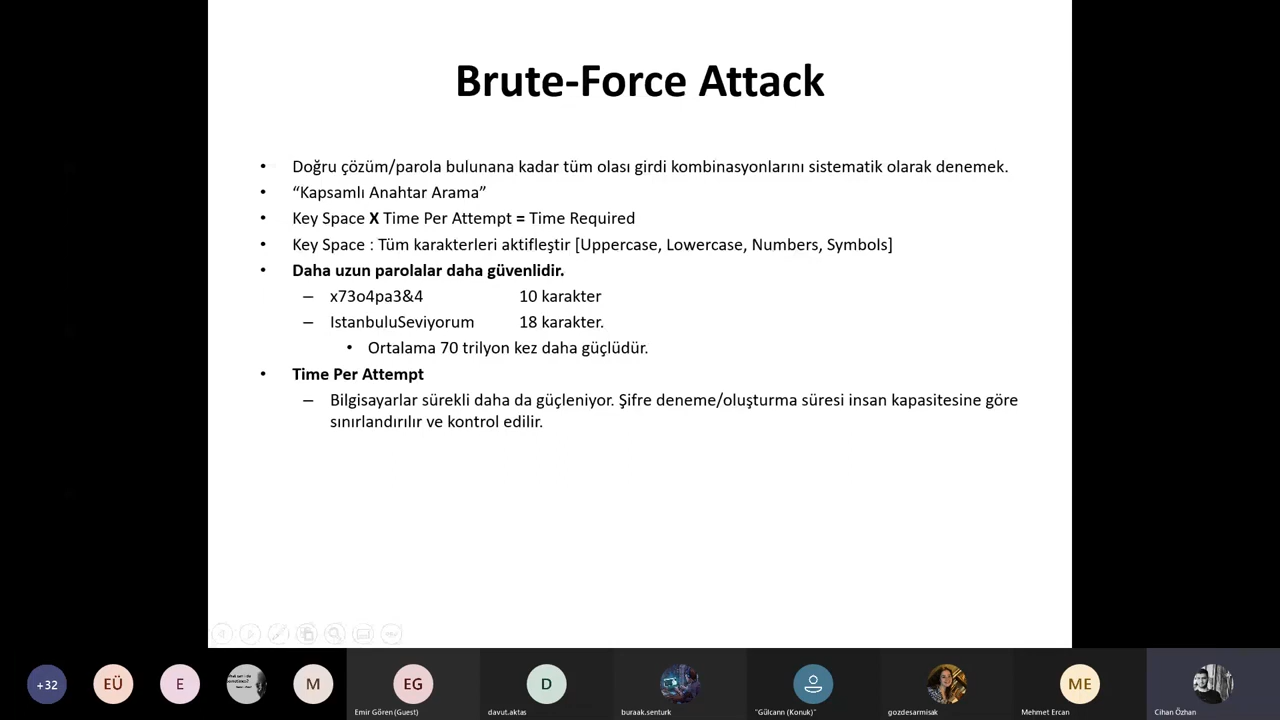 Brute-Force Attack
• Doğru çözüm/parola bulunana kadar tüm olası girdi kombinasyonlarını sistematik olarak denemek.
• “Kapsamlı Anahtar Arama”
• Key Space X Time Per Attempt = Time Required
• Key Space : Tüm karakterleri aktifleştir [Uppercase, Lowercase, Numbers, Symbols]
• Daha uzun parolalar daha güvenlidir.
– x73o4pa3&4 10 karakter
– IstanbuluSeviyorum 18 karakter.
• Ortalama 70 trilyon kez daha güçlüdür.
• Time Per Attempt
– Bilgisayarlar sürekli daha da güçleniyor. Şifre deneme/oluşturma süresi insan kapasitesine göre
sınırlandırılır ve kontrol edilir.
+32 EÜ E M EG D ME
Emir Gören (Guest) davut.aktas buraak.senturk "Gülcann (Konuk)" gozdesarmisak Mehmet Ercan Cihan Özhan